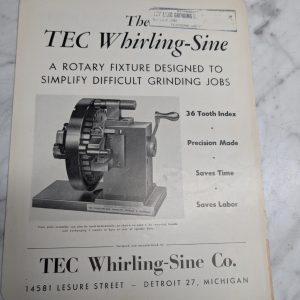 The
TEC Whirling-Sine
A ROTARY FIXTURE DESIGNED TO
SIMPLIFY DIFFICULT GRINDING JOBS
36 Tooth Index
Precision Made
Saves Time
Saves Labor
TEC Whirling-Sine Co.
14581 LESURE STREET – DETROIT 27, MICHIGAN